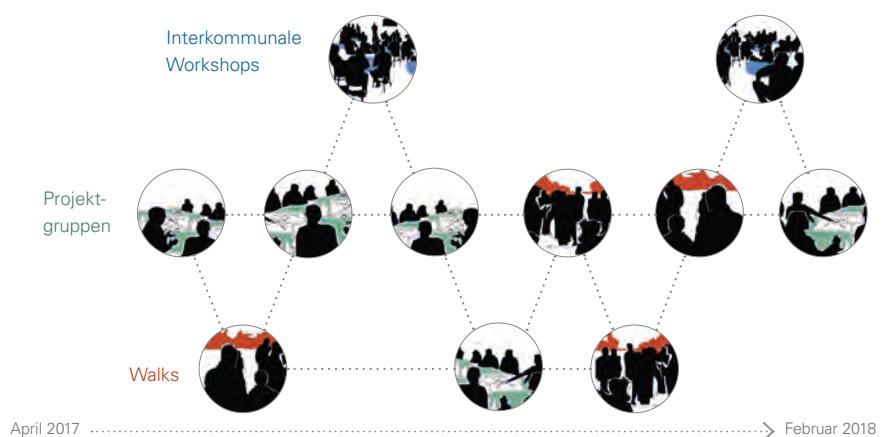 Interkommunale
Workshops
Projekt-
gruppen
Walks
April 2017
Februar 2018